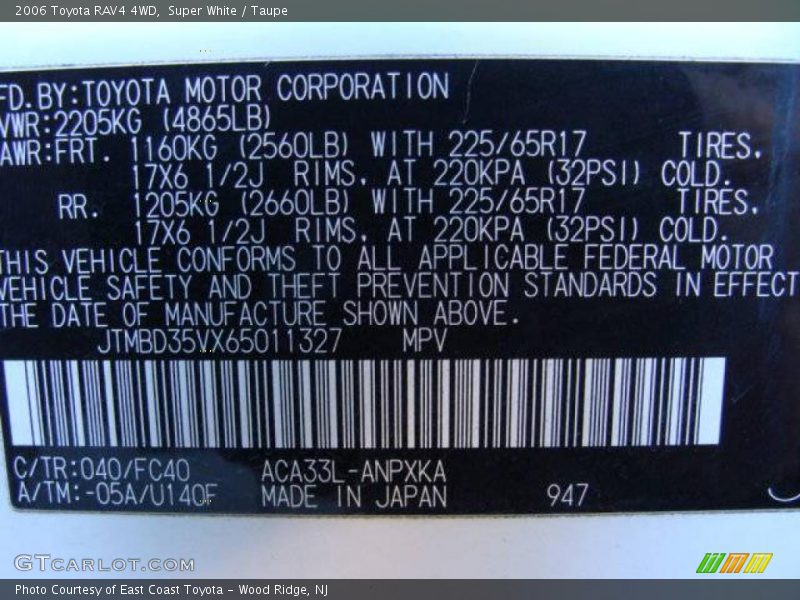 2006 Toyota RAV4 4WD,  Super White / Taupe
FD.BY:TOYOTA MOTOR CORPORATION
VWR:2205KG (4865LB)
AWR:FRT. 1160KG (2560LB) WITH 225/65R17 TIRES.
17X6 1/2J RIMS. AT 220KPA (32PSI) COLD.
RR. 1205KG (2660LB) WITH 225/65R17 TIRES.
17X6 1/2J RIMS. AT 220KPA (32PSI) COLD.
THIS VEHICLE CONFORMS TO ALL APPLICABLE FEDERAL MOTOR
VEHICLE SAFETY AND THEFT PREVENTION STANDARDS IN EFFECT
THE DATE OF MANUFACTURE SHOWN ABOVE.
JTMBD35VX65011327 MPV
C/TR:040/FC40 ACA33L-ANPXKA
A/TM:-05A/U140F MADE IN JAPAN 947
GTCARLOT.COM
Photo Courtesy of East Coast Toyota - Wood Ridge, NJ